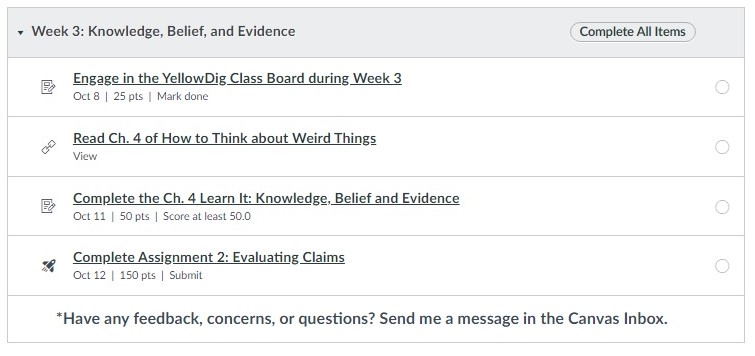 Week 3: Knowledge, Belief, and Evidence
Complete All Items
Engage in the YellowDig Class Board during Week 3
Oct 8 | 25 pts | Mark done
Read Ch. 4 of How to Think about Weird Things
View
Complete the Ch. 4 Learn It: Knowledge, Belief and Evidence
Oct 11 | 50 pts | Score at least 50.0
Complete Assignment 2: Evaluating Claims
Oct 12 | 150 pts | Submit
*Have any feedback, concerns, or questions? Send me a message in the Canvas Inbox.